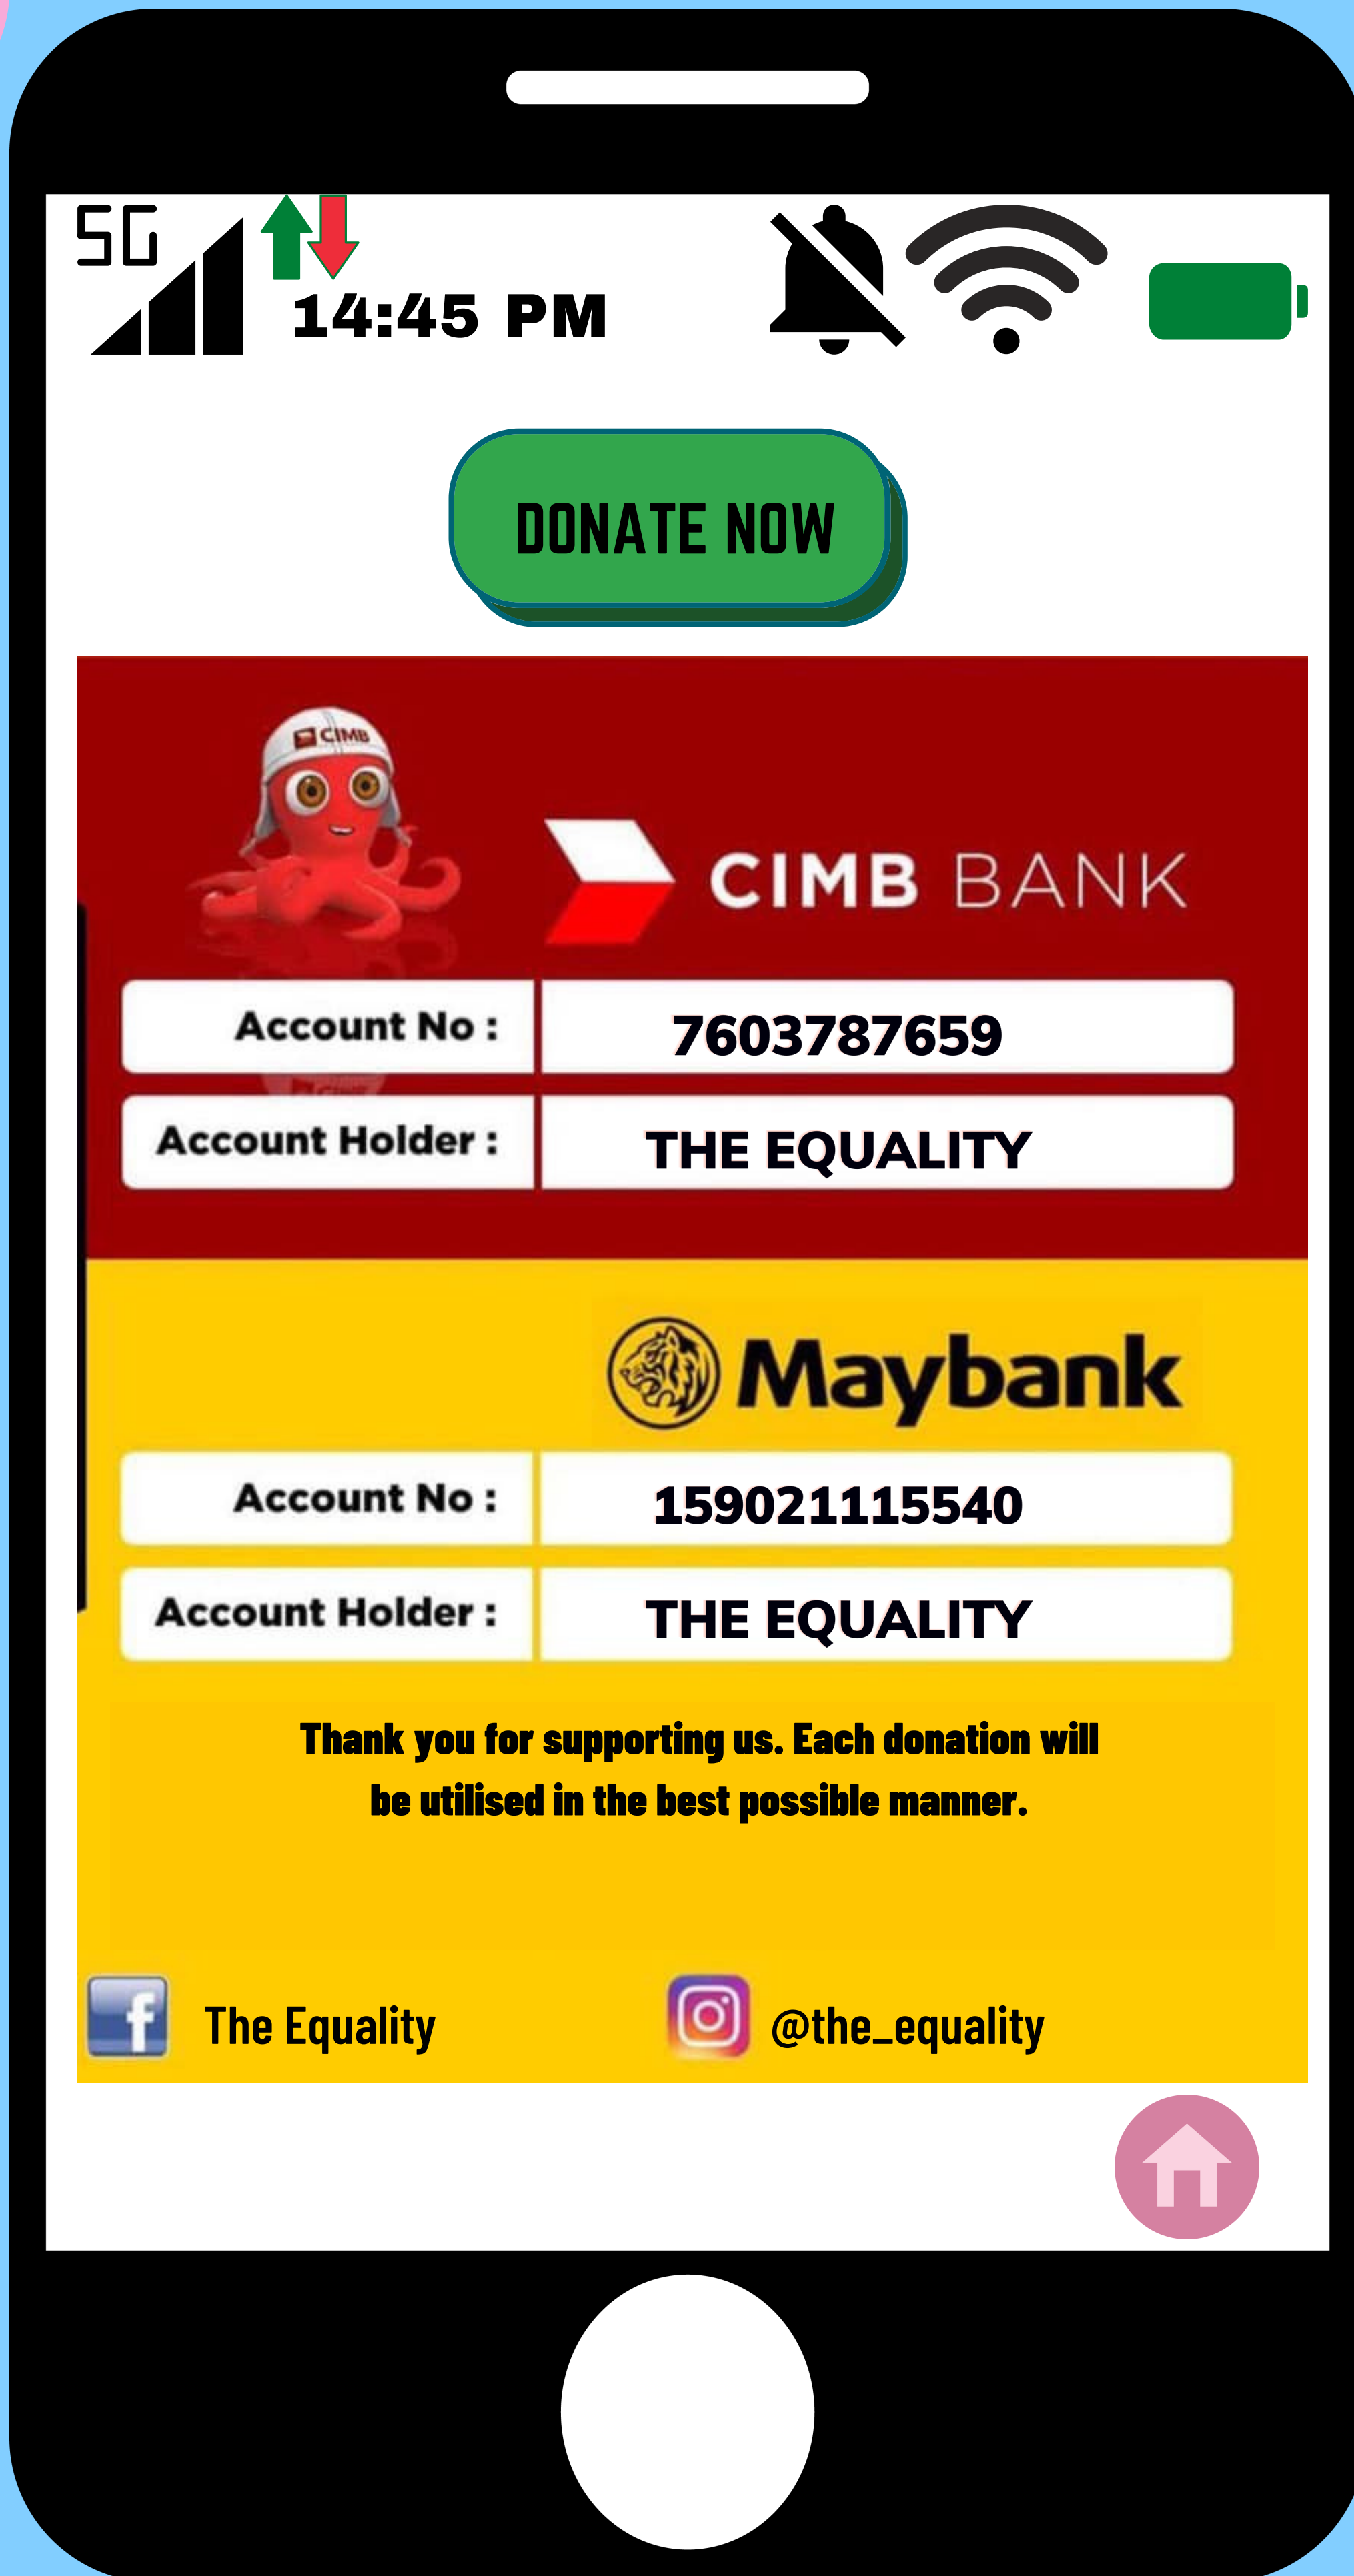 5G
14:45 PM
DONATE NOW
CIMB
CIMB BANK
Account No : 7603787659
Account Holder : THE EQUALITY
Maybank
Account No : 159021115540
Account Holder : THE EQUALITY
Thank you for supporting us. Each donation will
be utilised in the best possible manner.
f The Equality @the_equality